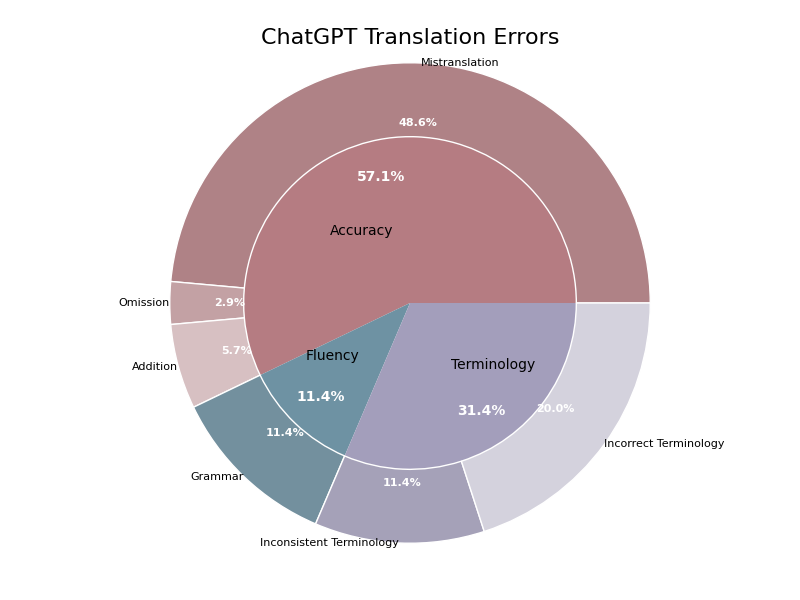 ChatGPT Translation Errors
Mistranslation
48.6%
57.1%
Accuracy
Omission
2.9%
5.7%
Addition
Fluency
11.4%
Terminology
31.4%
20.0%
11.4%
Incorrect Terminology
Grammar
11.4%
Inconsistent Terminology